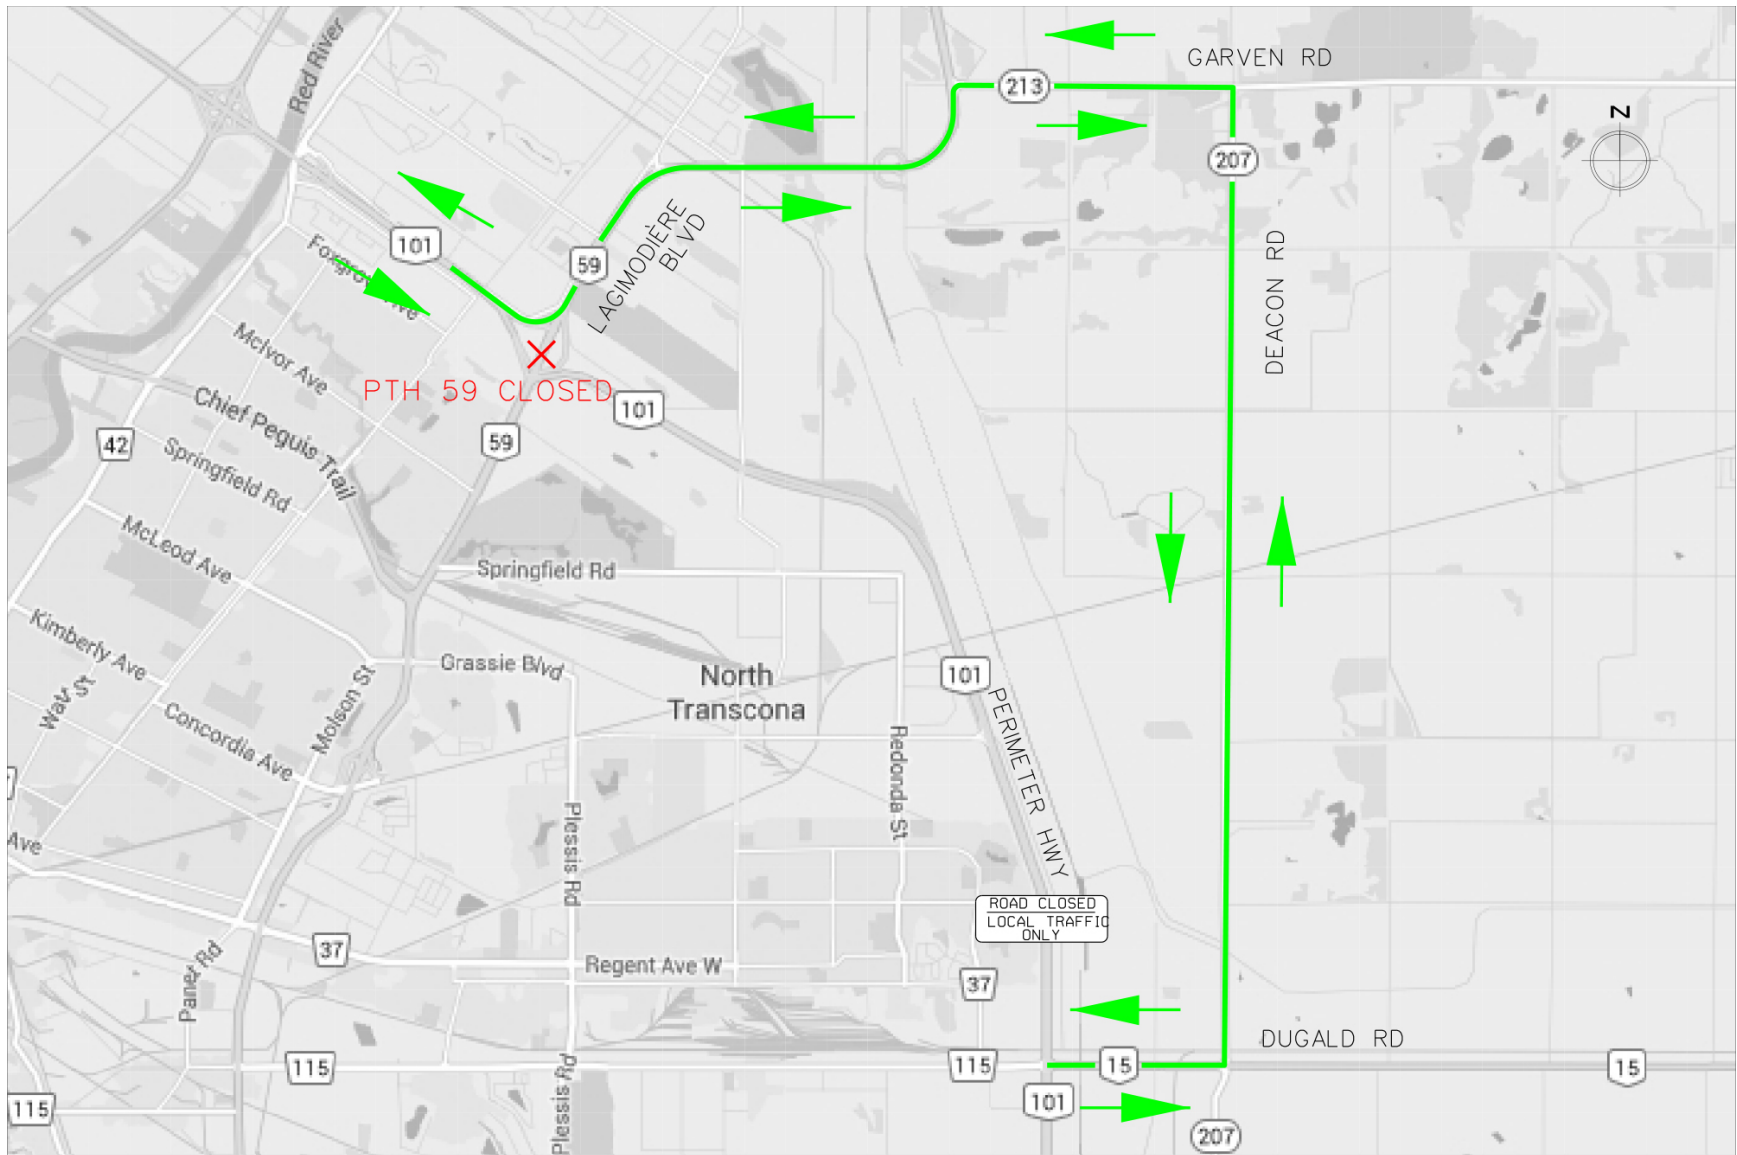 GARVEN RD
Red River
213
N
207
LAGIMODIÈRE
BLVD
101
59
Foxgrove Ave
DEACON RD
McIvor Ave
PTH 59 CLOSED
101
Chief Peguis Trail
42
59
Springfield Rd
McLeod Ave
Springfield Rd
Kimberly Ave
Grassie Blvd
North
Transcona
101
Molson St
PERIMETER HWY
Concordia Ave
Redonda St
Plessis Rd
Ave
ROAD CLOSED
LOCAL TRAFFIC
ONLY
37
Panet Rd
Regent Ave W
37
DUGALD RD
115
115
15
15
115
Plessis Rd
101
207